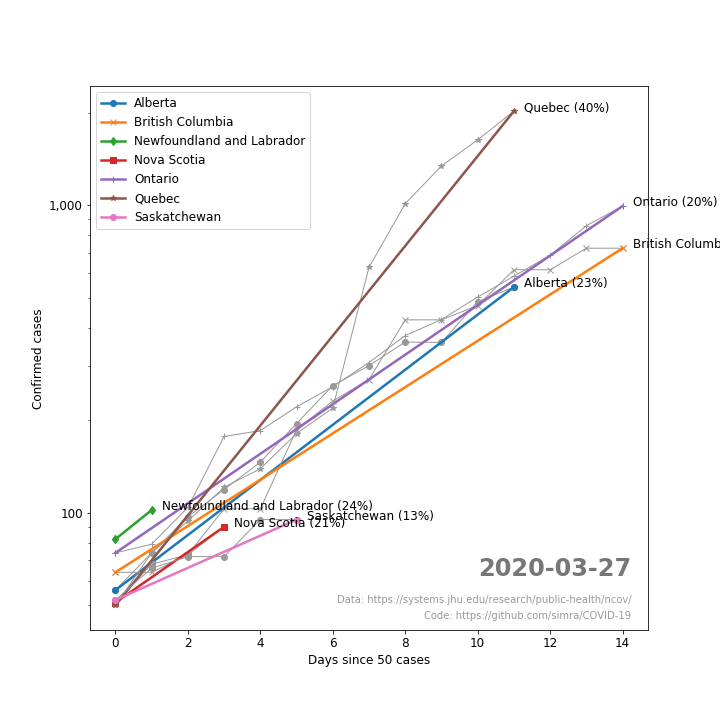 Alberta
British Columbia
Newfoundland and Labrador
Nova Scotia
Ontario
Quebec
Saskatchewan
Quebec (40%)
1,000
Ontario (20%)
British Columb
Alberta (23%)
Confirmed cases
100
Newfoundland and Labrador (24%)
Saskatchewan (13%)
Nova Scotia (21%)
2020-03-27
Data: https://systems.jhu.edu/research/public-health/ncov/
Code: https://github.com/simra/COVID-19
0 2 4 6 8 10 12 14
Days since 50 cases